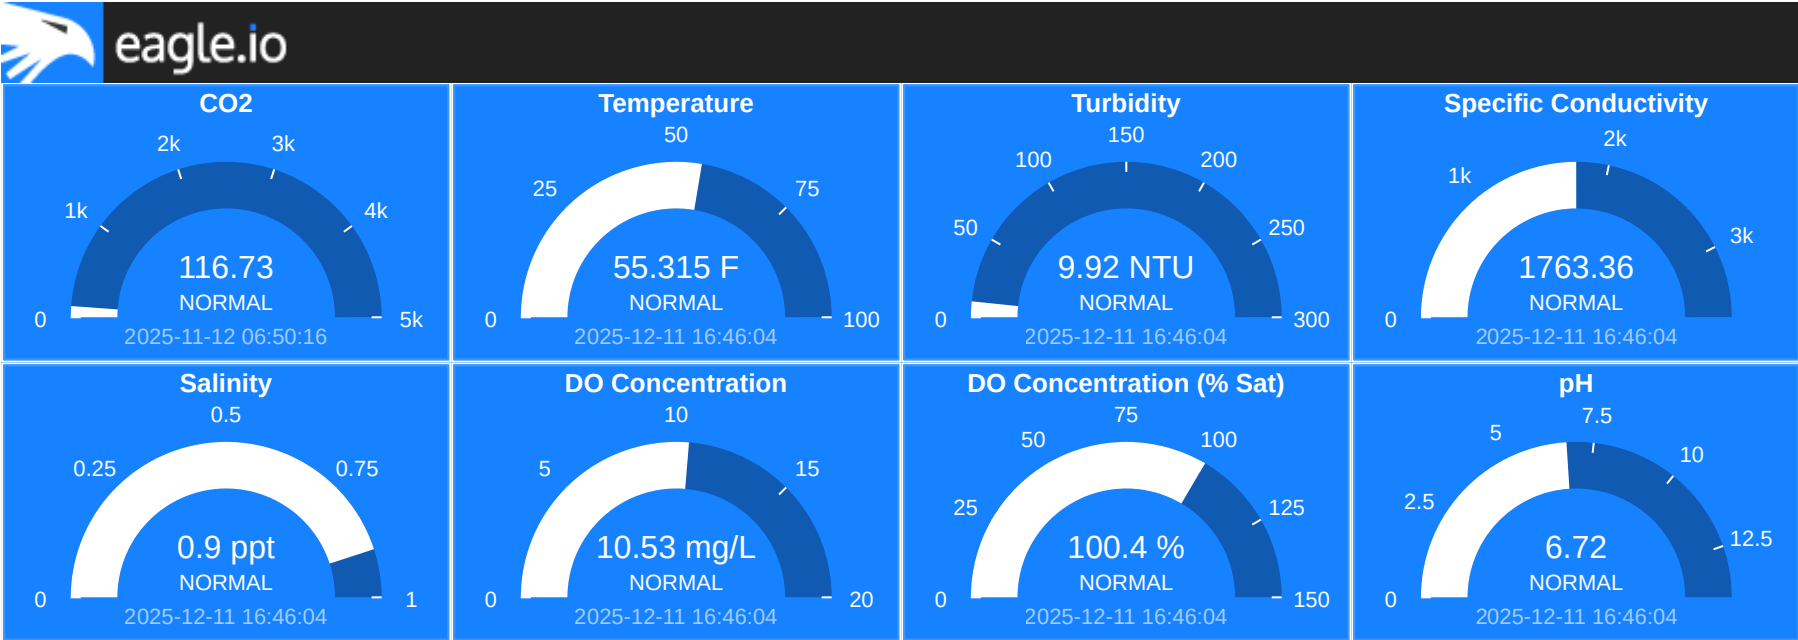 eagle.io
CO2
2k 3k
1k 4k
116.73
NORMAL
0 5k
2025-11-12 06:50:16
Temperature
50
25 75
55.315 F
NORMAL
0 100
2025-12-11 16:46:04
Turbidity
150
100 200
50 250
9.92 NTU
NORMAL
0 300
2025-12-11 16:46:04
Specific Conductivity
2k
1k
3k
1763.36
NORMAL
0
2025-12-11 16:46:04
Salinity
0.5
0.25 0.75
0.9 ppt
NORMAL
0 1
2025-12-11 16:46:04
DO Concentration
10
5 15
10.53 mg/L
NORMAL
0 20
2025-12-11 16:46:04
DO Concentration (% Sat)
75
50 100
25 125
100.4 %
NORMAL
0 150
2025-12-11 16:46:04
pH
7.5
5
10
2.5
12.5
6.72
NORMAL
0
2025-12-11 16:46:04